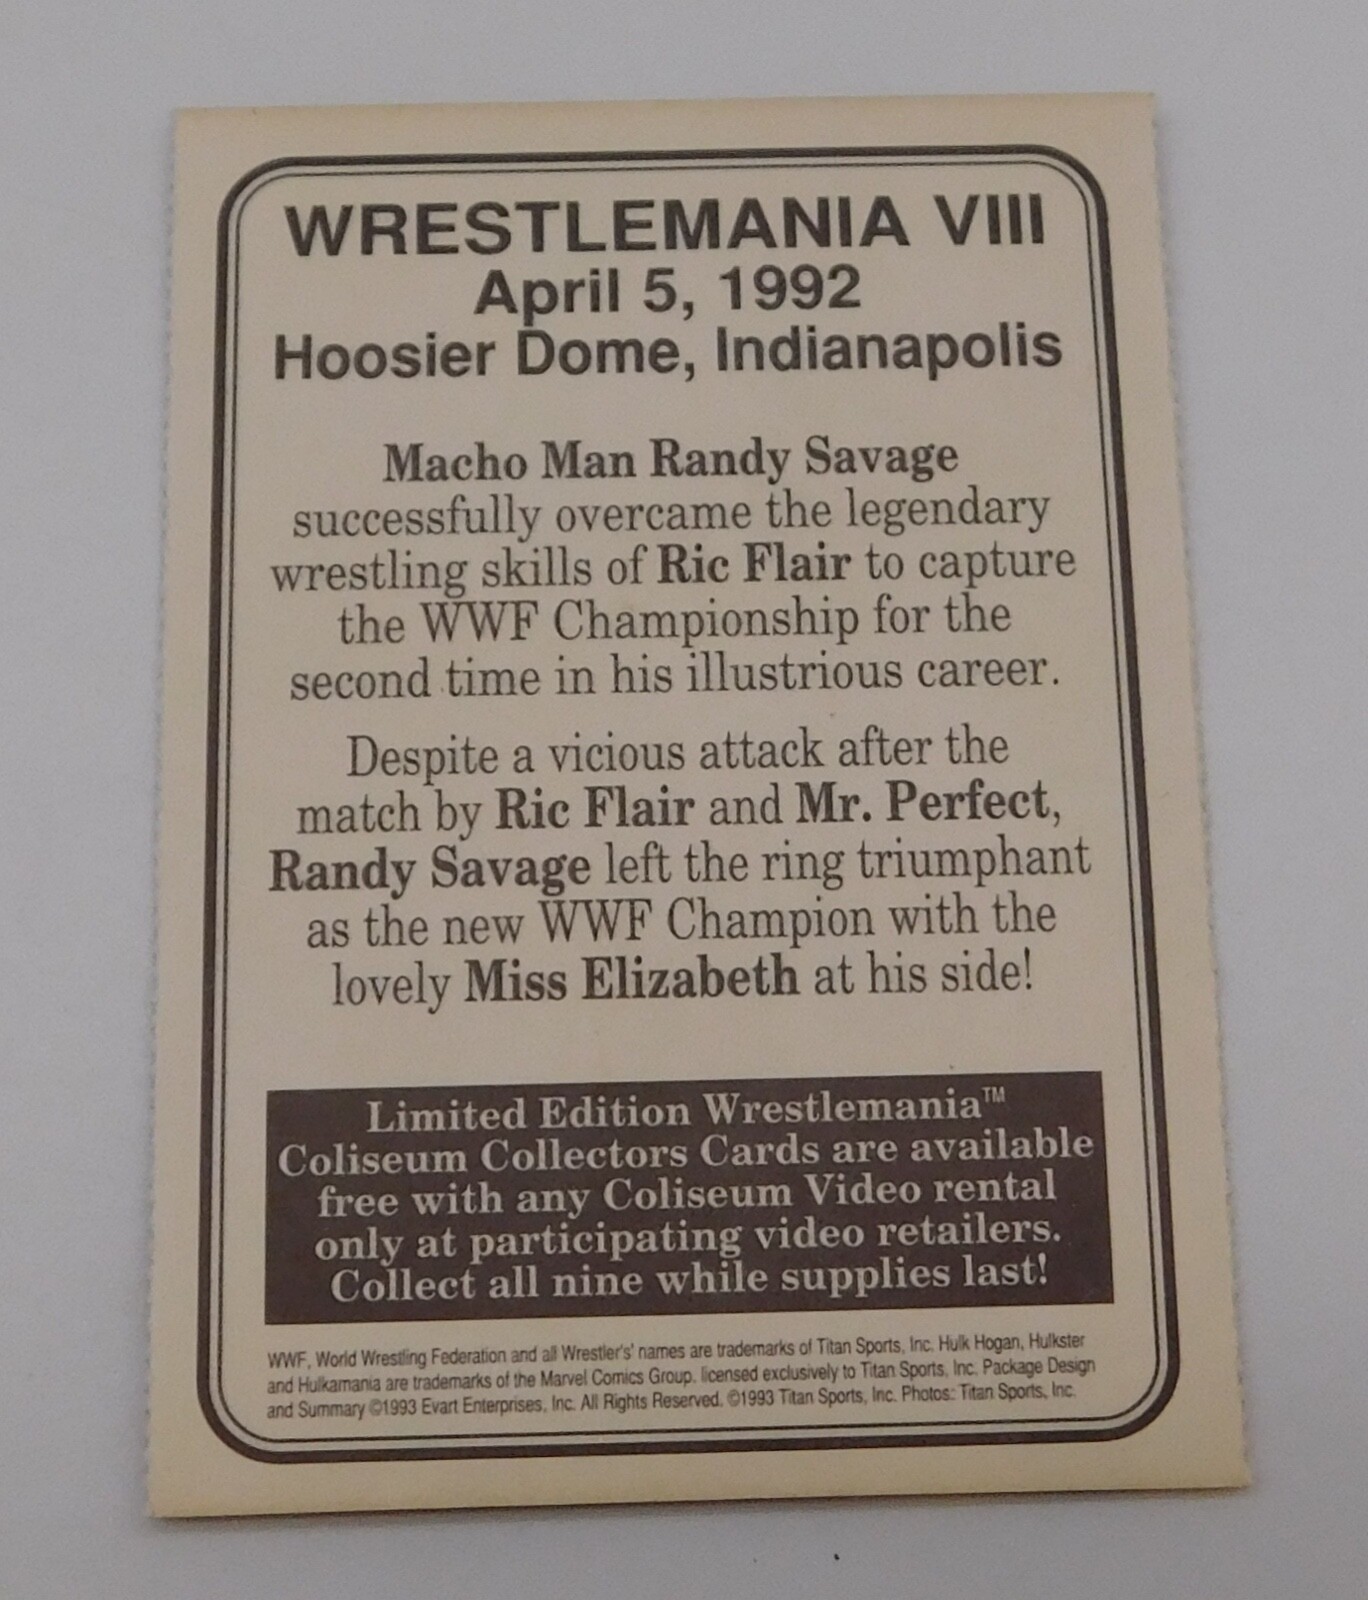 WRESTLEMANIA VIII
April 5, 1992
Hoosier Dome, Indianapolis
Macho Man Randy Savage
successfully overcame the legendary
wrestling skills of Ric Flair to capture
the WWF Championship for the
second time in his illustrious career.
Despite a vicious attack after the
match by Ric Flair and Mr. Perfect,
Randy Savage left the ring triumphant
as the new WWF Champion with the
lovely Miss Elizabeth at his side!
Limited Edition Wrestlemania™
Coliseum Collectors Cards are available
free with any Coliseum Video rental
only at participating video retailers.
Collect all nine while supplies last!
WWF, World Wrestling Federation and all Wrestler's' names are trademarks of Titan Sports, Inc. Hulk Hogan, Hulkster
and Hulkamania are trademarks of the Marvel Comics Group. licensed exclusively to Titan Sports, Inc. Package Design
and Summary ©1993 Evart Enterprises, Inc. All Rights Reserved. ©1993 Titan Sports, Inc. Photos: Titan Sports, Inc.